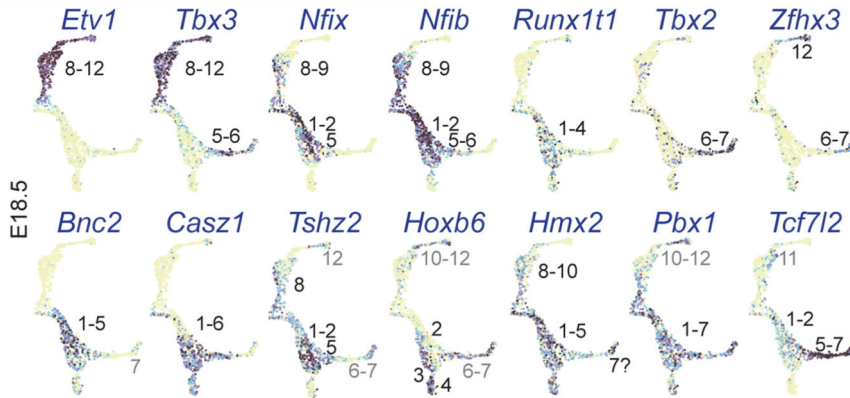 Etv1 Tbx3 Nfix Nfib Runx1t1 Tbx2 Zfhx3
12
8-12 8-12 8-9 8-9
1-2 1-2 1-4
5-6 5 5-6 6-7 6-7
E18.5
Bnc2 Casz1 Tshz2 Hoxb6 Hmx2 Pbx1 Tcf7l2
12 10-12 10-12 11
8 8-10
1-5 1-6 1-2 2 1-5 1-7 1-2
5 5-7
7 6-7 3 4 6-7 7?